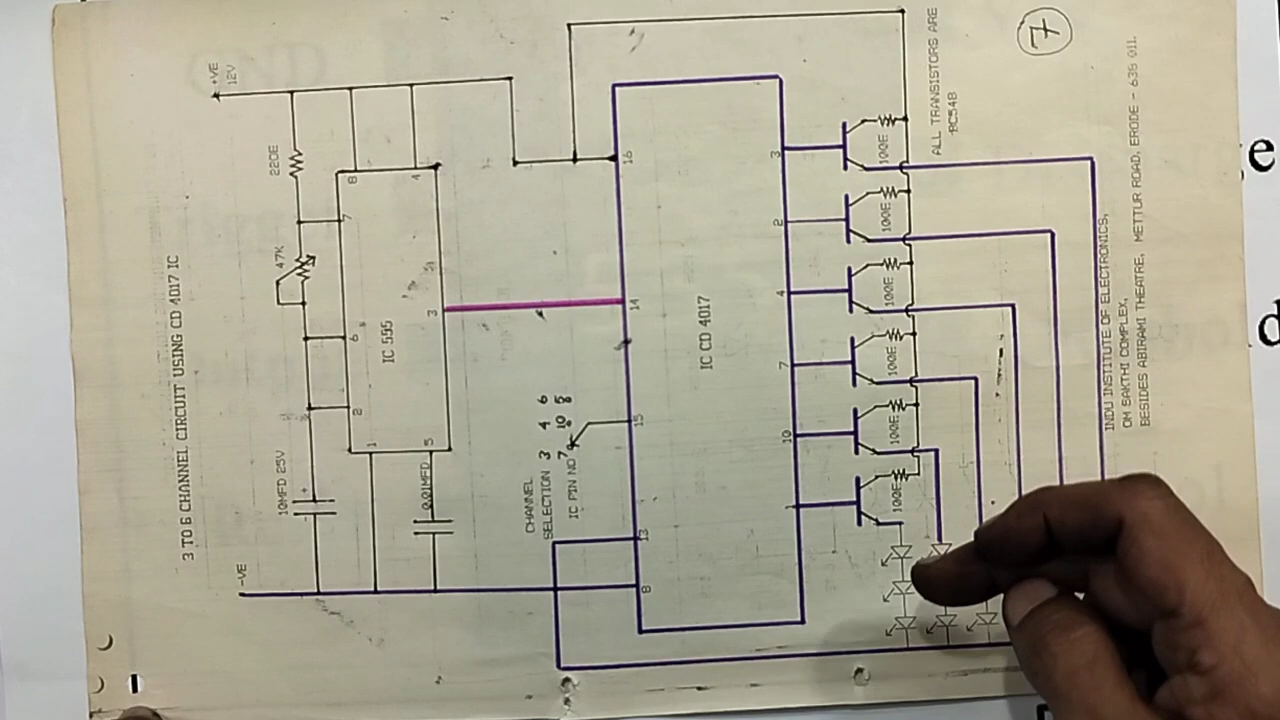 3 TO 6 CHANNEL CIRCUIT USING CD 4017 IC
-VE
+VE
12V
10MFD 25V
47K
220E
2
6
7
8
1
IC 555
5
3
4
0.01MFD
CHANNEL
SELECTION 3 4 6
IC PIN NO 7 10 5
8
13
15
14
16
IC CD 4017
1
10
7
4
2
3
100E
100E
100E
100E
100E
100E
ALL TRANSISTORS ARE
BC548
7
INDU INSTITUTE OF ELECTRONICS,
OM SAKTHI COMPLEX,
BESIDES ABIRAMI THEATRE, METTUR ROAD, ERODE - 638 011.
e
d